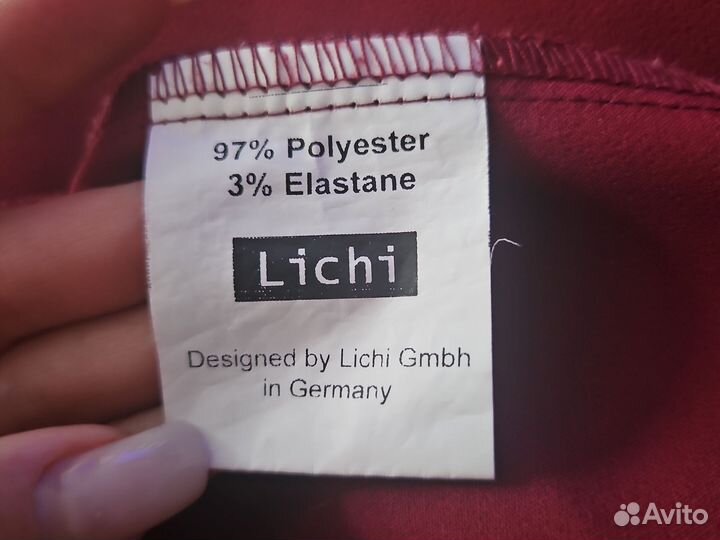 97% Polyester
3% Elastane
Lichi
Designed by Lichi Gmbh
in Germany
Avito